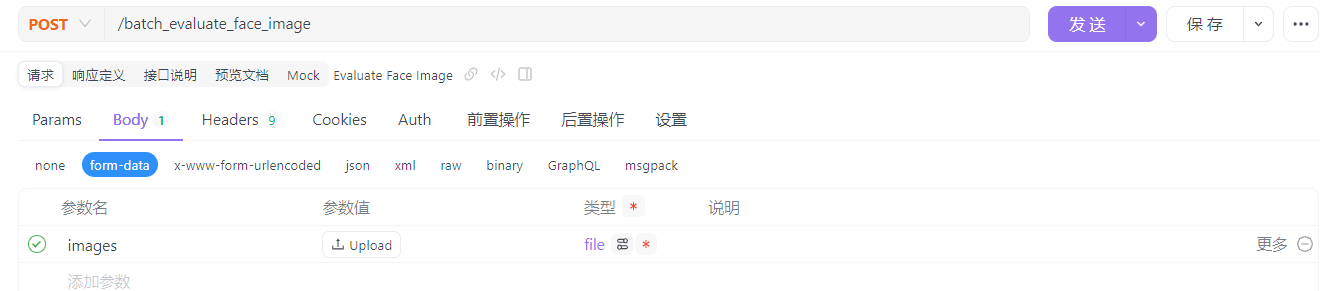 POST /batch_evaluate_face_image 发 送 保 存
请求 响应定义 接口说明 预览文档 Mock Evaluate Face Image
Params Body 1 Headers 9 Cookies Auth 前置操作 后置操作 设置
none form-data x-www-form-urlencoded json xml raw binary GraphQL msgpack
参数名 参数值 类型 * 说明
images Upload file * 更多
添加参数